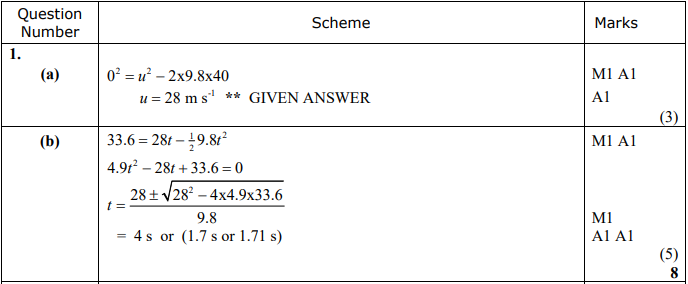 Question Number Scheme Marks
1.
(a) 0² = u² − 2x9.8x40 M1 A1
u = 28 m s⁻¹ ** GIVEN ANSWER A1
(3)
(b) 33.6 = 28t − ½9.8t² M1 A1
4.9t² − 28t + 33.6 = 0
t = (28 ± √(28² − 4x4.9x33.6))/9.8 M1
= 4 s or (1.7 s or 1.71 s) A1 A1
(5)
8